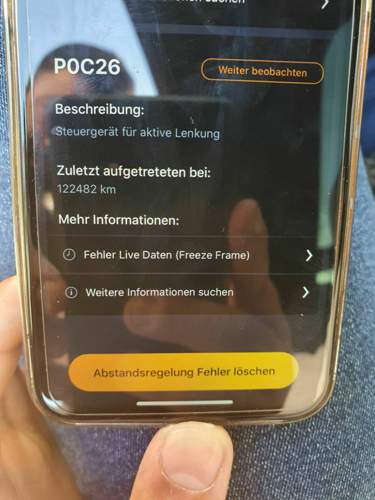 P0C26
Weiter beobachten
Beschreibung:
Steuergerät für aktive Lenkung
Zuletzt aufgetreteten bei:
122482 km
Mehr Informationen:
Fehler Live Daten (Freeze Frame)
Weitere Informationen suchen
Abstandsregelung Fehler löschen